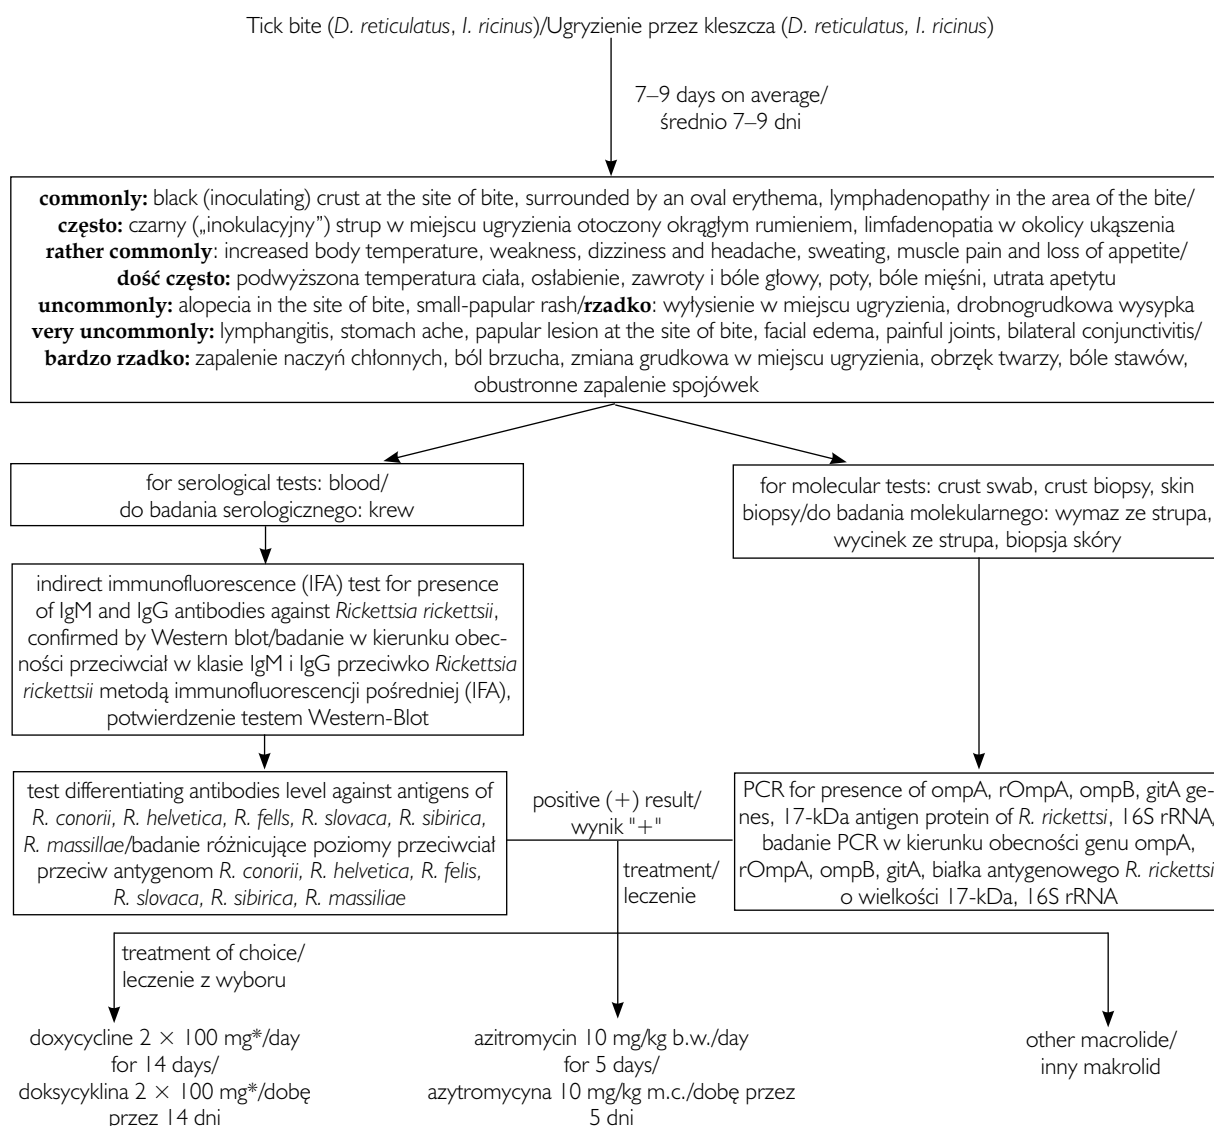 Tick bite (D. reticulatus, I. ricinus)/Ugryzienie przez kleszcza (D. reticulatus, I. ricinus)
7–9 days on average/
średnio 7–9 dni
commonly: black (inoculating) crust at the site of bite, surrounded by an oval erythema, lymphadenopathy in the area of the bite/
często: czarny („inokulacyjny”) strup w miejscu ugryzienia otoczony okrągłym rumieniem, limfadenopatia w okolicy ukąszenia
rather commonly: increased body temperature, weakness, dizziness and headache, sweating, muscle pain and loss of appetite/
dość często: podwyższona temperatura ciała, osłabienie, zawroty i bóle głowy, poty, bóle mięśni, utrata apetytu
uncommonly: alopecia in the site of bite, small-papular rash/rzadko: wyłysienie w miejscu ugryzienia, drobnogrudkowa wysypka
very uncommonly: lymphangitis, stomach ache, papular lesion at the site of bite, facial edema, painful joints, bilateral conjunctivitis/
bardzo rzadko: zapalenie naczyń chłonnych, ból brzucha, zmiana grudkowa w miejscu ugryzienia, obrzęk twarzy, bóle stawów,
obustronne zapalenie spojówek
for serological tests: blood/
do badania serologicznego: krew
for molecular tests: crust swab, crust biopsy, skin
biopsy/do badania molekularnego: wymaz ze strupa,
wycinek ze strupa, biopsja skóry
indirect immunofluorescence (IFA) test for presence
of IgM and IgG antibodies against Rickettsia rickettsii,
confirmed by Western blot/badanie w kierunku obec-
ności przeciwciał w klasie IgM i IgG przeciwko Rickettsia
rickettsii metodą immunofluorescencji pośredniej (IFA),
potwierdzenie testem Western-Blot
test differentiating antibodies level against antigens of
R. conorii, R. helvetica, R. fells, R. slovaca, R. sibirica,
R. massillae/badanie różnicujące poziomy przeciwciał
przeciw antygenom R. conorii, R. helvetica, R. felis,
R. slovaca, R. sibirica, R. massiliae
positive (+) result/
wynik "+"
treatment/
leczenie
PCR for presence of ompA, rOmpA, ompB, gitA ge-
nes, 17-kDa antigen protein of R. rickettsi, 16S rRNA/
badanie PCR w kierunku obecności genu ompA,
rOmpA, ompB, gitA, białka antygenowego R. rickettsi
o wielkości 17-kDa, 16S rRNA
treatment of choice/
leczenie z wyboru
doxycycline 2 × 100 mg*/day
for 14 days/
doksycyklina 2 × 100 mg*/dobę
przez 14 dni
azitromycin 10 mg/kg b.w./day
for 5 days/
azytromycyna 10 mg/kg m.c./dobę przez
5 dni
other macrolide/
inny makrolid